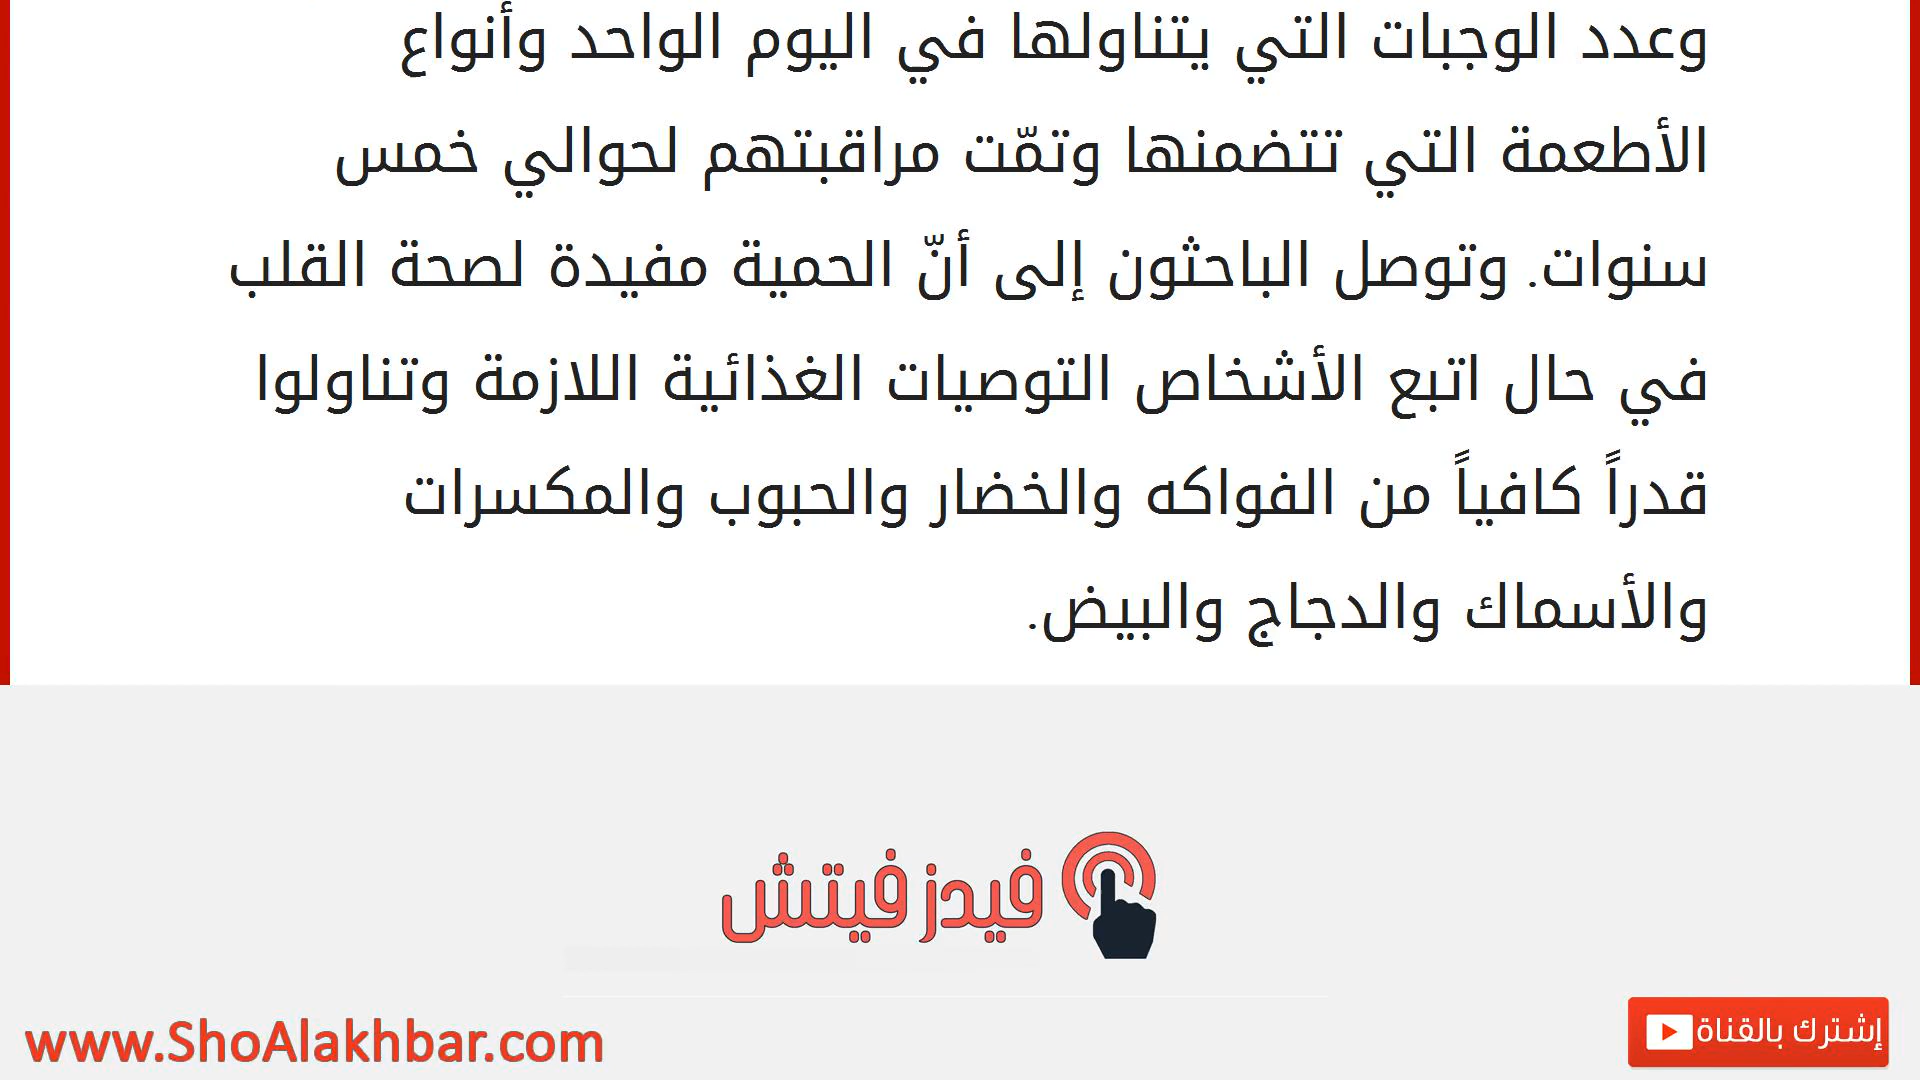 وعدد الوجبات التي يتناولها في اليوم الواحد وأنواع
الأطعمة التي تتضمنها وتمّت مراقبتهم لحوالي خمس
سنوات. وتوصل الباحثون إلى أنّ الحمية مفيدة لصحة القلب
في حال اتبع الأشخاص التوصيات الغذائية اللازمة وتناولوا
قدراً كافياً من الفواكه والخضار والحبوب والمكسرات
والأسماك والدجاج والبيض.
فيدز فيتش
www.ShoAlakhbar.com
إشترك بالقناة